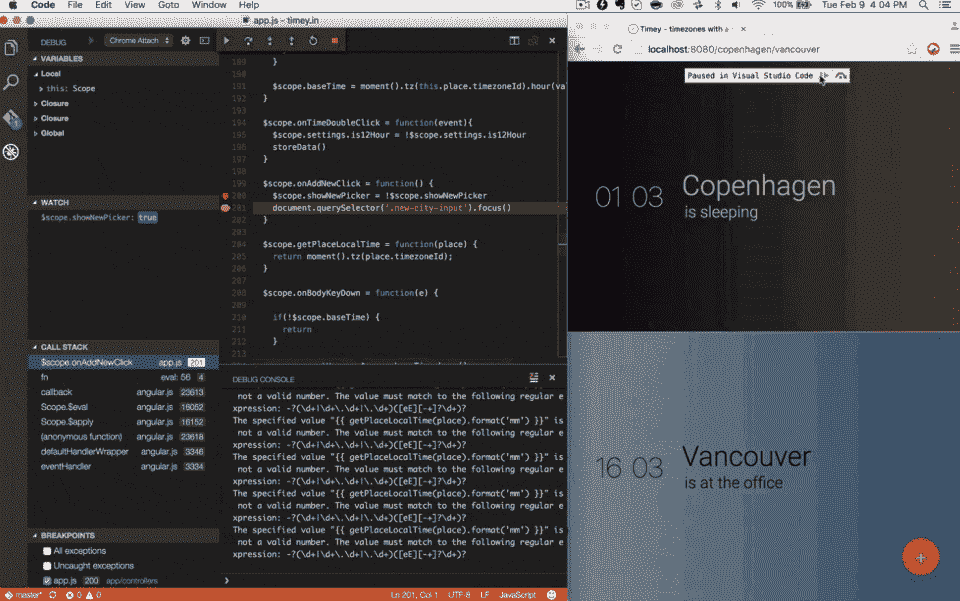 Code File Edit View Goto Window Help
100% Tue Feb 9 4:04 PM
app.js - timey.in
DEBUG
Chrome Attach
VARIABLES
Local
this: Scope
Closure
Closure
Global
WATCH
$scope.showNewPicker: true
CALL STACK
$scope.onAddNewClick app.js 201
fn eval: 56 4
callback angular.js 23613
Scope.$eval angular.js 16052
Scope.$apply angular.js 16152
(anonymous function) angular.js 23618
defaultHandlerWrapper angular.js 3346
eventHandler angular.js 3334
BREAKPOINTS
All exceptions
Uncaught exceptions
app.js 200 app/controllers
189 }
190
191 $scope.baseTime = moment().tz(this.place.timezoneId).hour(va
192 }
193
194 $scope.onTimeDoubleClick = function(event){
195 $scope.settings.is12Hour = !$scope.settings.is12Hour
196 storeData()
197 }
198
199 $scope.onAddNewClick = function() {
200 $scope.showNewPicker = !$scope.showNewPicker
201 document.querySelector('.new-city-input').focus()
202 }
203
204 $scope.getPlaceLocalTime = function(place) {
205 return moment().tz(place.timezoneId);
206 }
207
208 $scope.onBodyKeyDown = function(e) {
209
210 if(!$scope.baseTime) {
211 return
212 }
213
DEBUG CONSOLE
not a valid number. The value must match to the following regular e
xpression: -?(\d+|\d+\.\d+|\.\d+)([eE][-+]?\d+)?
The specified value "{{ getPlaceLocalTime(place).format('mm') }}" is
not a valid number. The value must match to the following regular e
xpression: -?(\d+|\d+\.\d+|\.\d+)([eE][-+]?\d+)?
The specified value "{{ getPlaceLocalTime(place).format('mm') }}" is
not a valid number. The value must match to the following regular e
xpression: -?(\d+|\d+\.\d+|\.\d+)([eE][-+]?\d+)?
The specified value "{{ getPlaceLocalTime(place).format('mm') }}" is
not a valid number. The value must match to the following regular e
xpression: -?(\d+|\d+\.\d+|\.\d+)([eE][-+]?\d+)?
The specified value "{{ getPlaceLocalTime(place).format('mm') }}" is
not a valid number. The value must match to the following regular e
xpression: -?(\d+|\d+\.\d+|\.\d+)([eE][-+]?\d+)?
master* 0 0
Ln 201, Col 1 UTF-8 LF JavaScript
Timey - timezones with a
localhost:8080/copenhagen/vancouver
Paused in Visual Studio Code
01 03 Copenhagen
is sleeping
16 03 Vancouver
is at the office
+